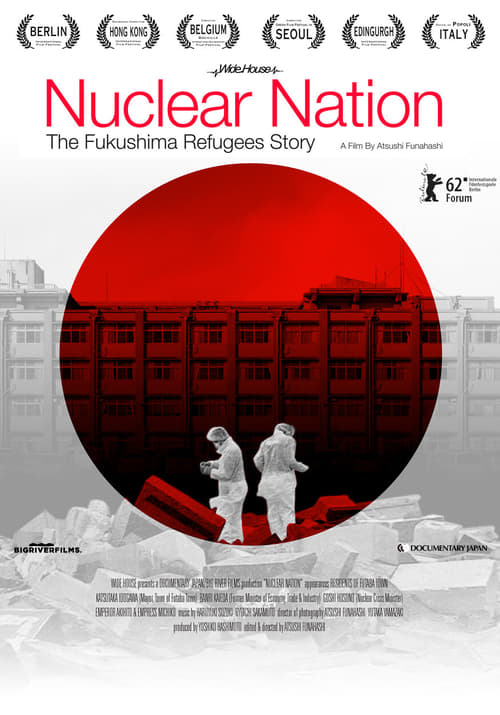 BERLIN
HONG KONG
BELGIUM
SEOUL
EDINGBURGH
ITALY
WideHouse
Nuclear Nation
The Fukushima Refugees Story
A Film By Atsushi Funahashi
62
Internationale
Filmfestspiele
Berlin
Forum
BIGRIVERFILMS.
DOCUMENTARY JAPAN
WIDE HOUSE presents a DOCUMENTARY JAPAN, BIG RIVER FILMS production "NUCLEAR NATION" appearances RESIDENTS OF FUTABA TOWN
KATSUTAKA IDOGAWA (Mayor, Town of Futaba Town) BANRI KAIEDA (Former Minister of Economy, Trade & Industry) GOSHI HOSONO (Nuclear Crisis Minister)
EMPEROR AKIHITO & EMPRESS MICHIKO music by HARUYUKI SUZUKI RYUICHI SAKAMOTO director of photography ATSUSHI FUNAHASHI YUTAKA YAMAZAKI
produced by YOSHIKO HASHIMOTO edited & directed by ATSUSHI FUNAHASHI